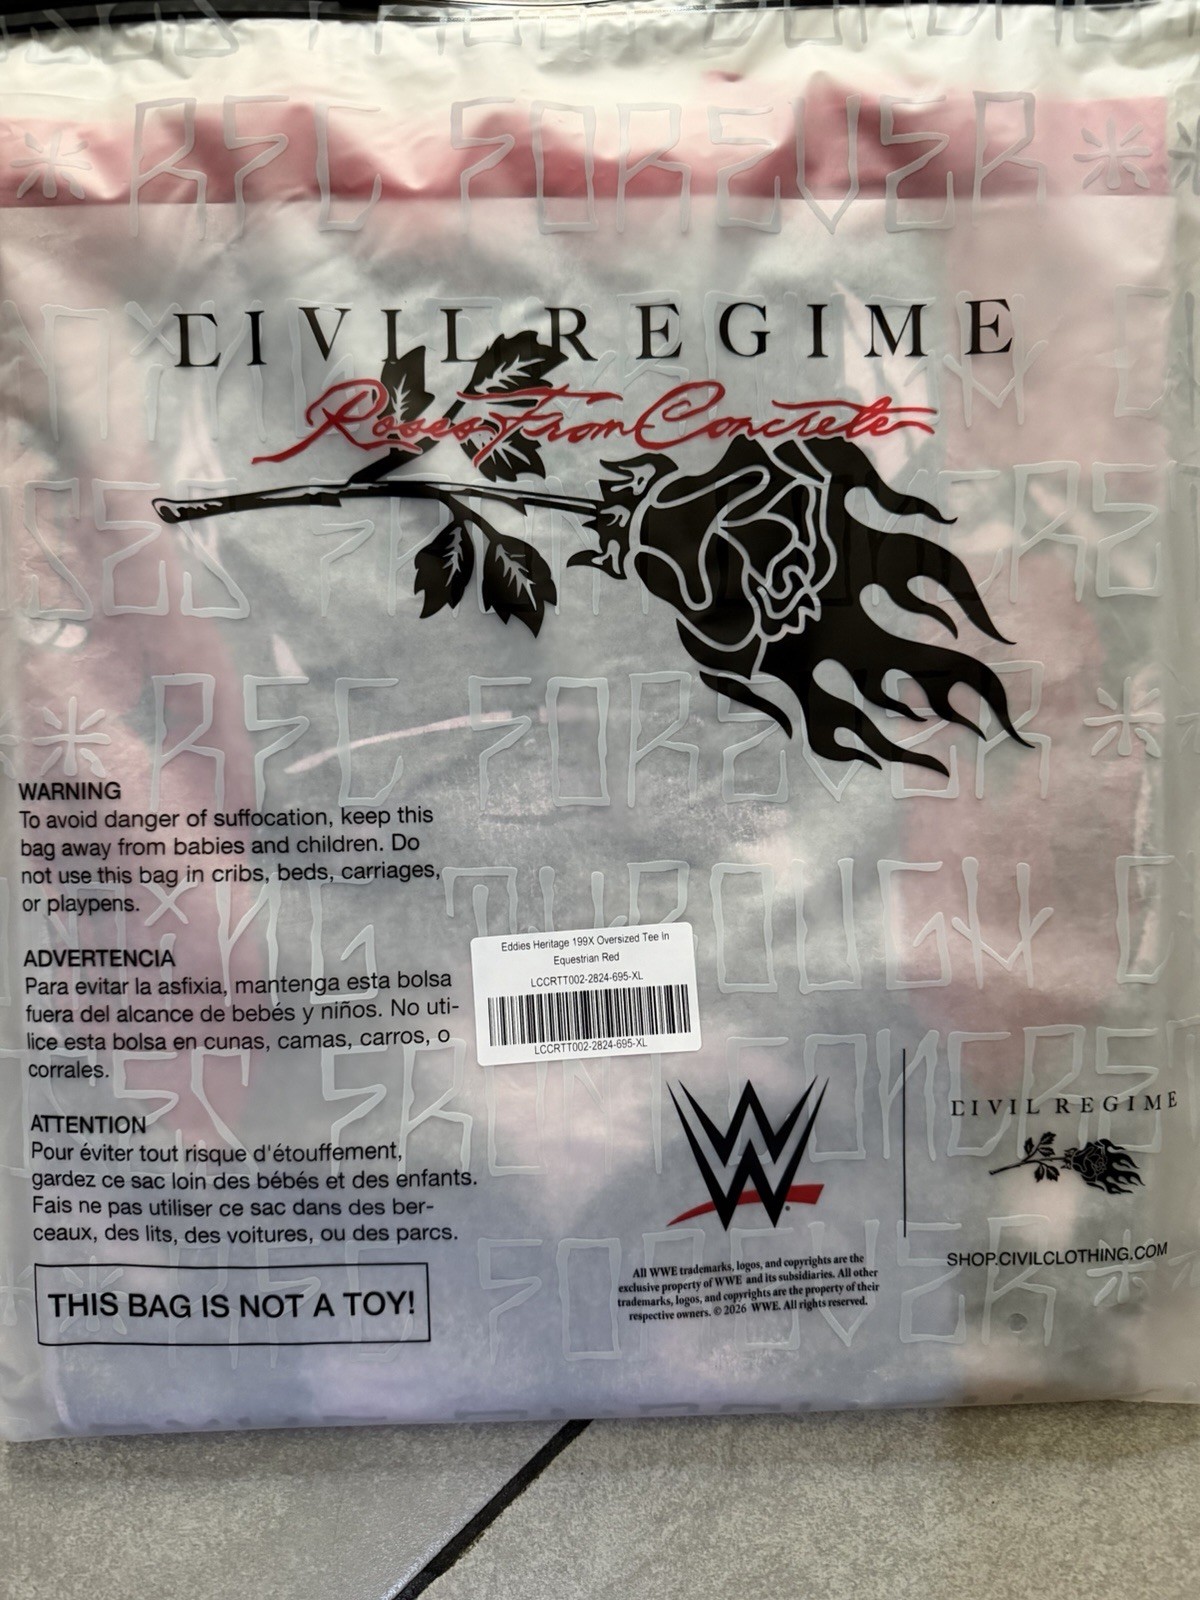 RFC FOREVER
CIVIL REGIME
Roses From Concrete
RFC FOREVER
WARNING
To avoid danger of suffocation, keep this
bag away from babies and children. Do
not use this bag in cribs, beds, carriages,
or playpens.
ADVERTENCIA
Para evitar la asfixia, mantenga esta bolsa
fuera del alcance de bebés y niños. No uti-
lice esta bolsa en cunas, camas, carros, o
corrales.
ATTENTION
Pour éviter tout risque d'étouffement,
gardez ce sac loin des bébés et des enfants.
Fais ne pas utiliser ce sac dans des ber-
ceaux, des lits, des voitures, ou des parcs.
THIS BAG IS NOT A TOY!
Eddies Heritage 199X Oversized Tee In
Equestrian Red
LCCRTT002-2824-695-XL
LCCRTT002-2824-695-XL
W
All WWE trademarks, logos, and copyrights are the
exclusive property of WWE and its subsidiaries. All other
trademarks, logos, and copyrights are the property of their
respective owners. © 2026 WWE. All rights reserved.
CIVIL REGIME
SHOP.CIVILCLOTHING.COM